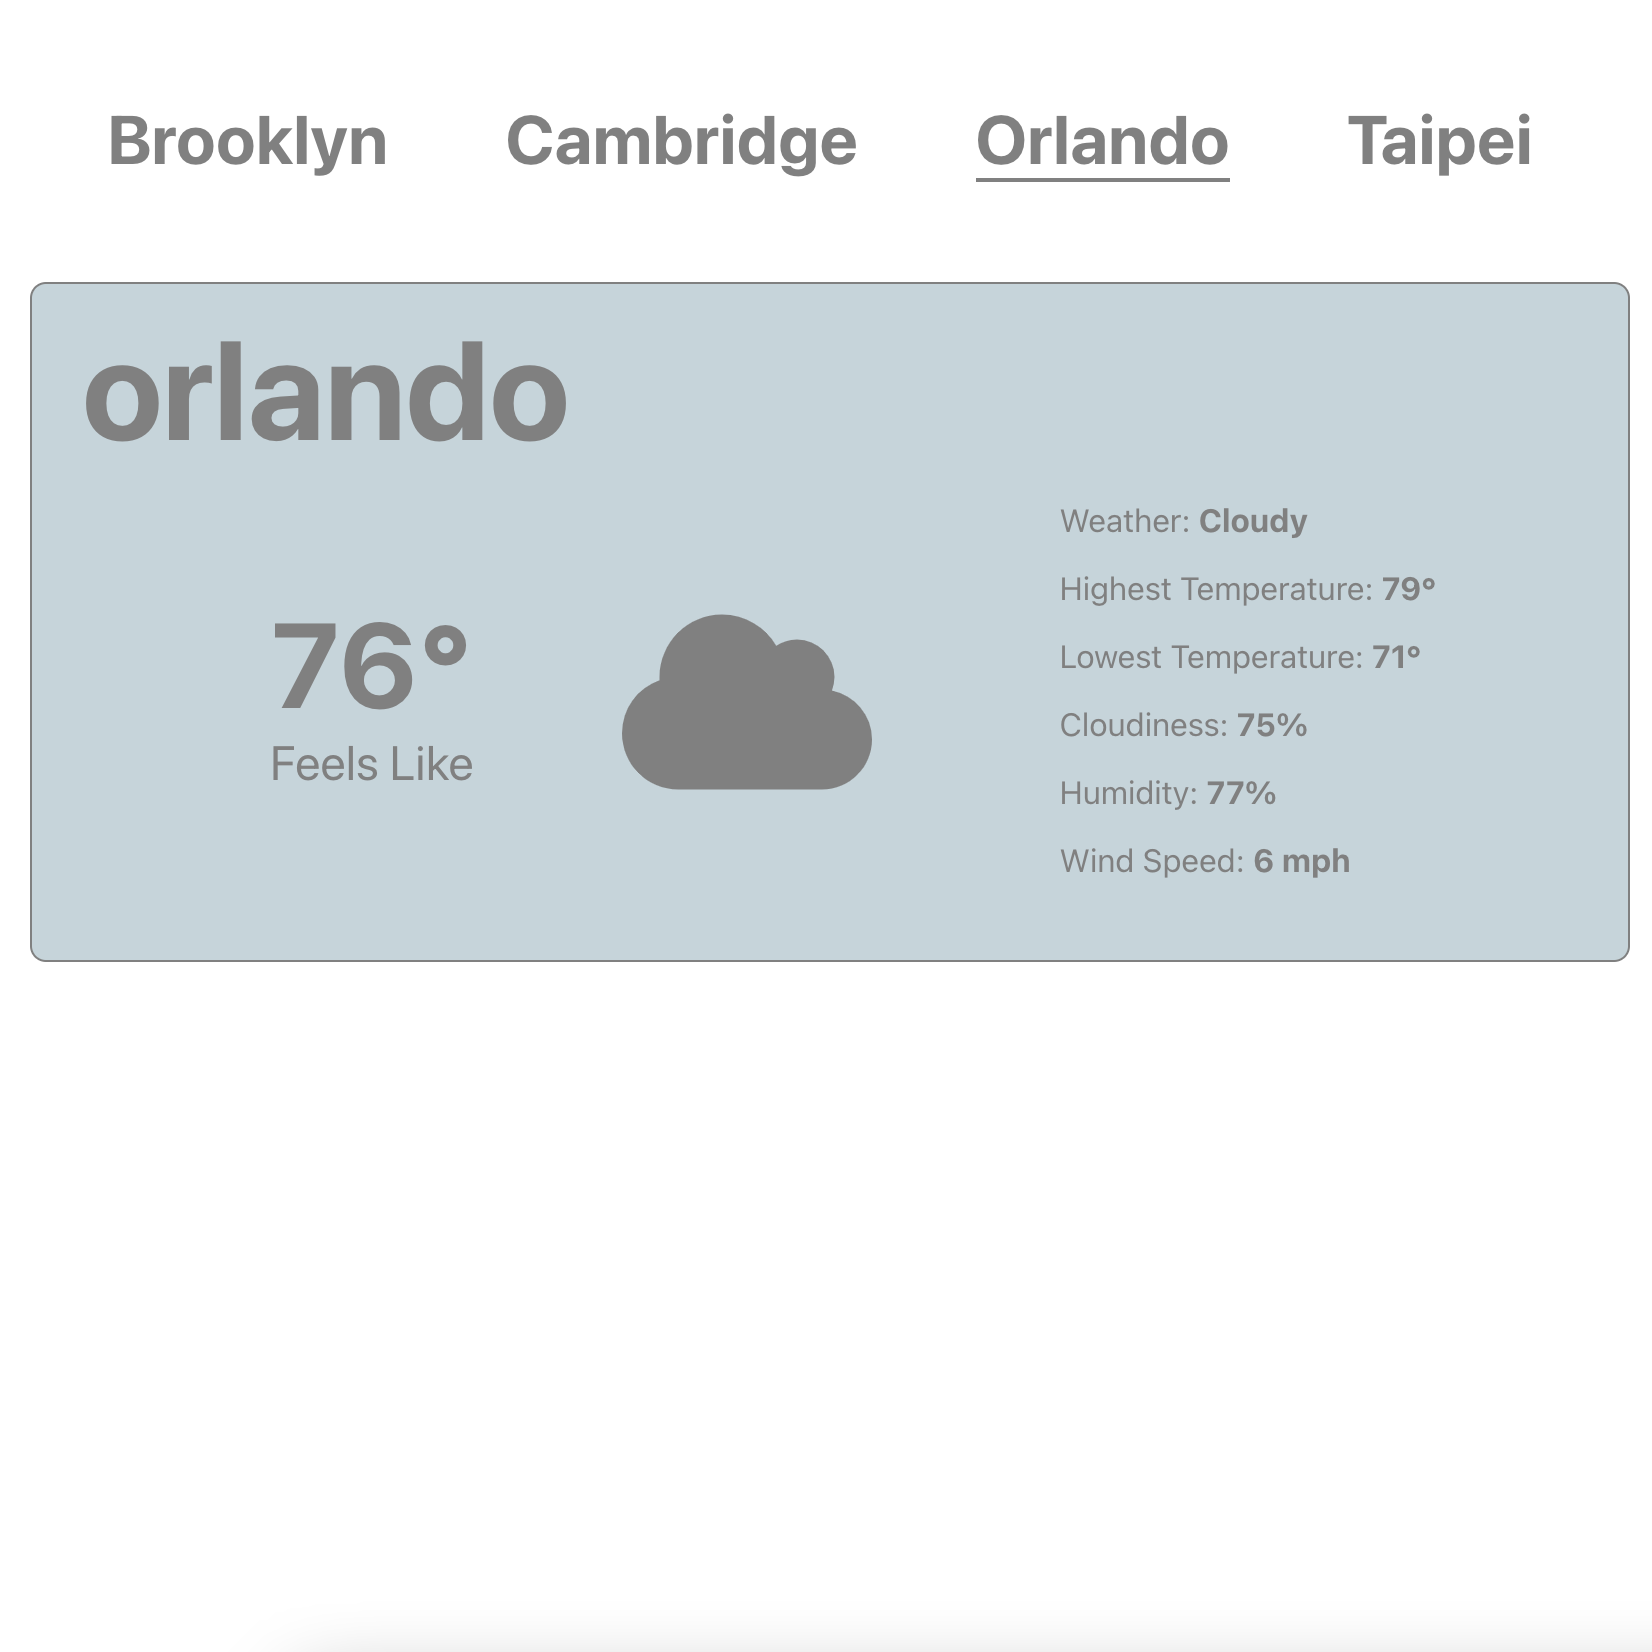 Brooklyn Cambridge Orlando Taipei
orlando
76°
Feels Like
Weather: Cloudy
Highest Temperature: 79°
Lowest Temperature: 71°
Cloudiness: 75%
Humidity: 77%
Wind Speed: 6 mph